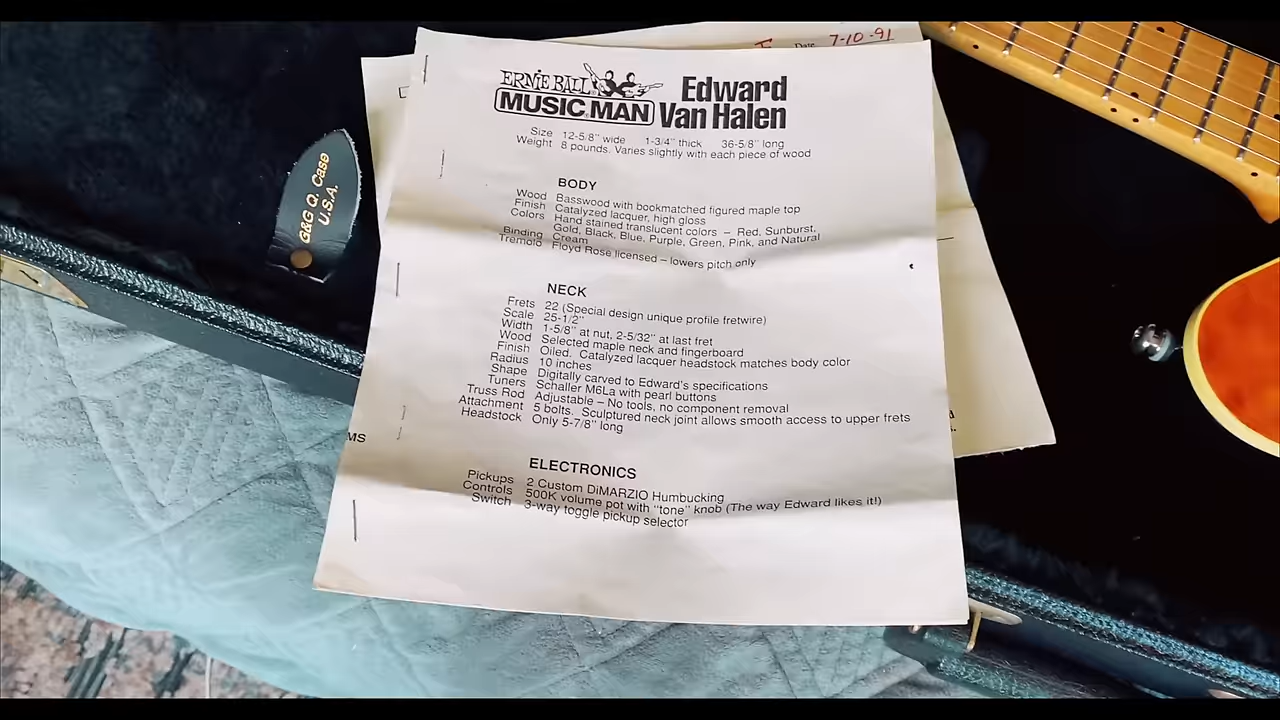 Date 7-10-91
ERNIE BALL
MUSIC MAN
Edward
Van Halen
Size 12-5/8" wide 1-3/4" thick 36-5/8" long
Weight 8 pounds. Varies slightly with each piece of wood
BODY
Wood Basswood with bookmatched figured maple top
Finish Catalyzed lacquer, high gloss
Colors Hand stained translucent colors – Red. Sunburst,
Gold, Black, Blue, Purple, Green, Pink, and Natural
Binding Cream
Tremolo Floyd Rose licensed – lowers pitch only
NECK
Frets 22 (Special design unique profile fretwire)
Scale 25-1/2"
Width 1-5/8" at nut, 2-5/32" at last fret
Wood Selected maple neck and fingerboard
Finish Oiled. Catalyzed lacquer headstock matches body color
Radius 10 inches
Shape Digitally carved to Edward's specifications
Tuners Schaller M6La with pearl buttons
Truss Rod Adjustable – No tools, no component removal
Attachment 5 bolts. Sculptured neck joint allows smooth access to upper frets
Headstock Only 5-7/8" long
ELECTRONICS
Pickups 2 Custom DiMARZIO Humbucking
Controls 500K volume pot with "tone" knob (The way Edward likes it!)
Switch 3-way toggle pickup selector
G&G Q. Case
U.S.A.
MS